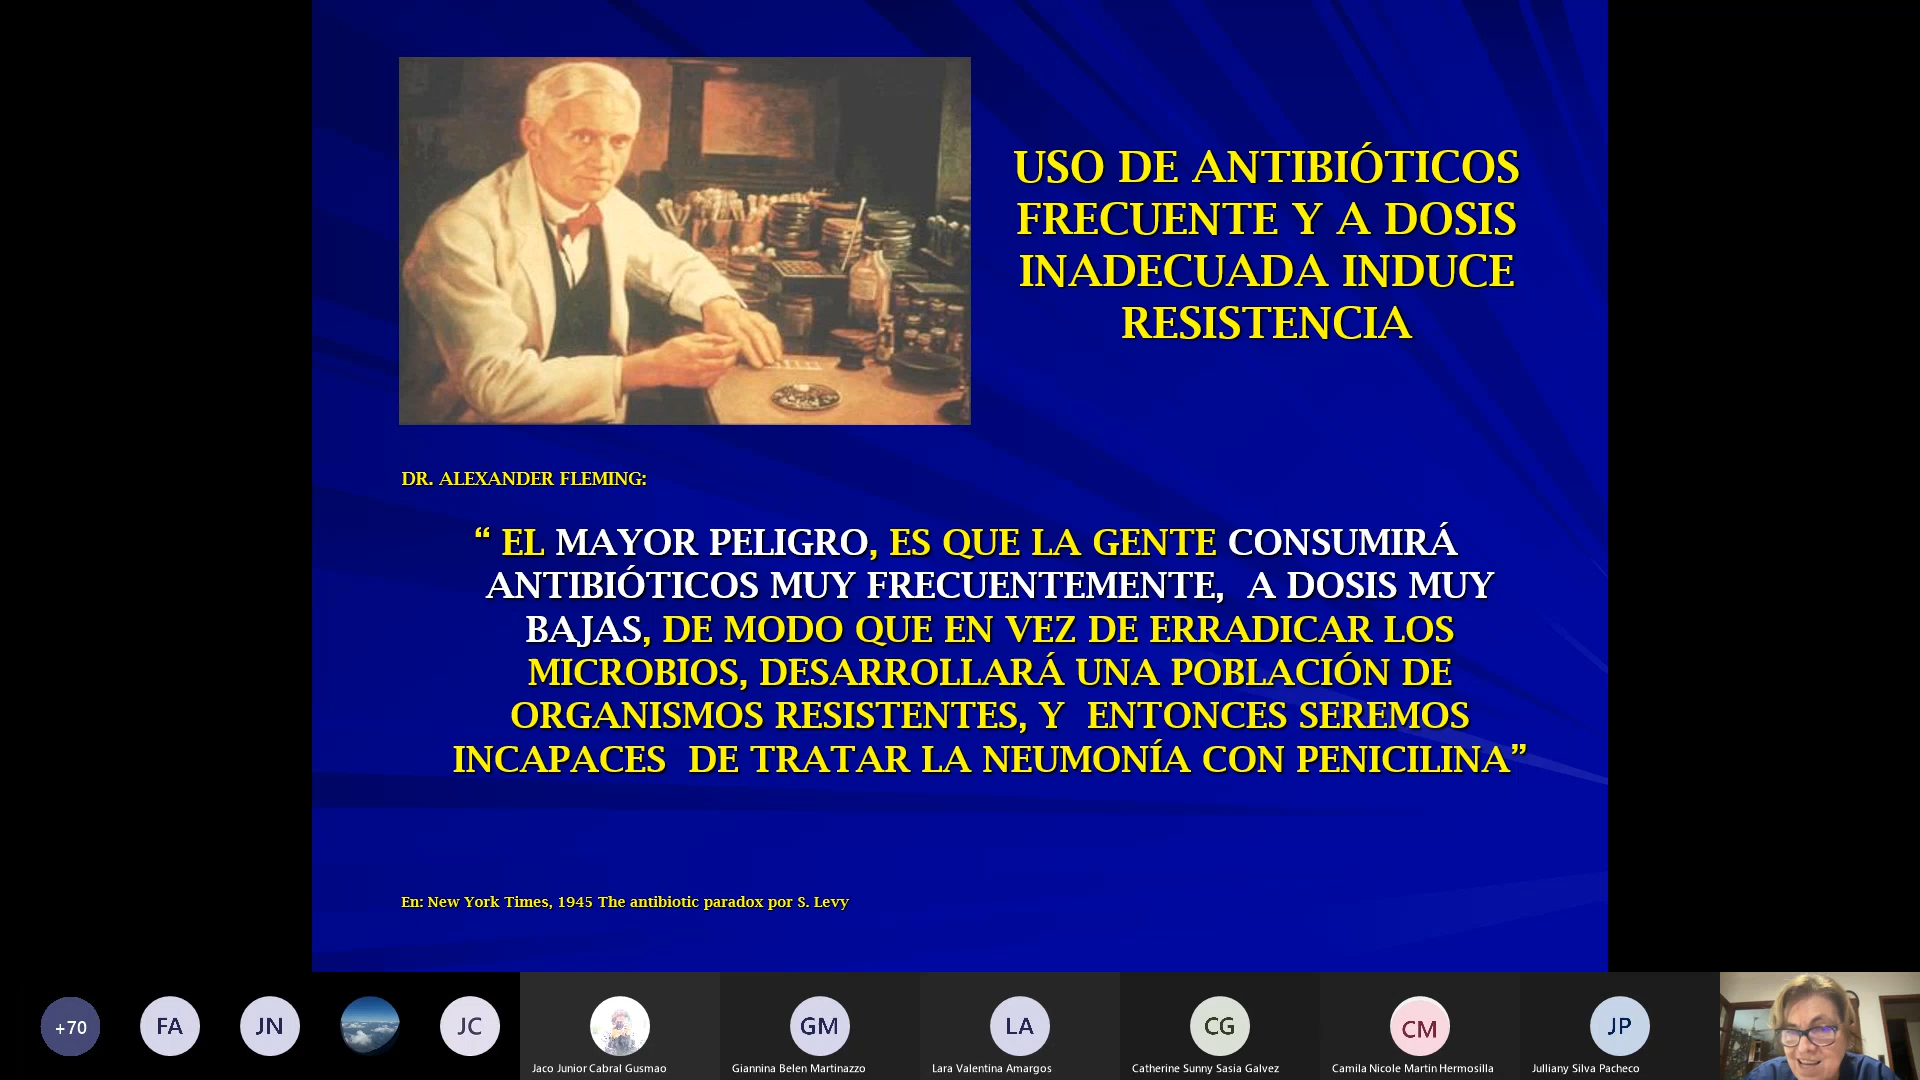 USO DE ANTIBIÓTICOS
FRECUENTE Y A DOSIS
INADECUADA INDUCE
RESISTENCIA
DR. ALEXANDER FLEMING:
“ EL MAYOR PELIGRO, ES QUE LA GENTE CONSUMIRÁ
ANTIBIÓTICOS MUY FRECUENTEMENTE,  A DOSIS MUY
BAJAS, DE MODO QUE EN VEZ DE ERRADICAR LOS
MICROBIOS, DESARROLLARÁ UNA POBLACIÓN DE
ORGANISMOS RESISTENTES, Y  ENTONCES SEREMOS
INCAPACES  DE TRATAR LA NEUMONÍA CON PENICILINA”
En: New York Times, 1945 The antibiotic paradox por S. Levy
+70
FA
JN
JC
GM
LA
CG
CM
JP
Jaco Junior Cabral Gusmao
Giannina Belen Martinazzo
Lara Valentina Amargos
Catherine Sunny Sasia Galvez
Camila Nicole Martin Hermosilla
Julliany Silva Pacheco